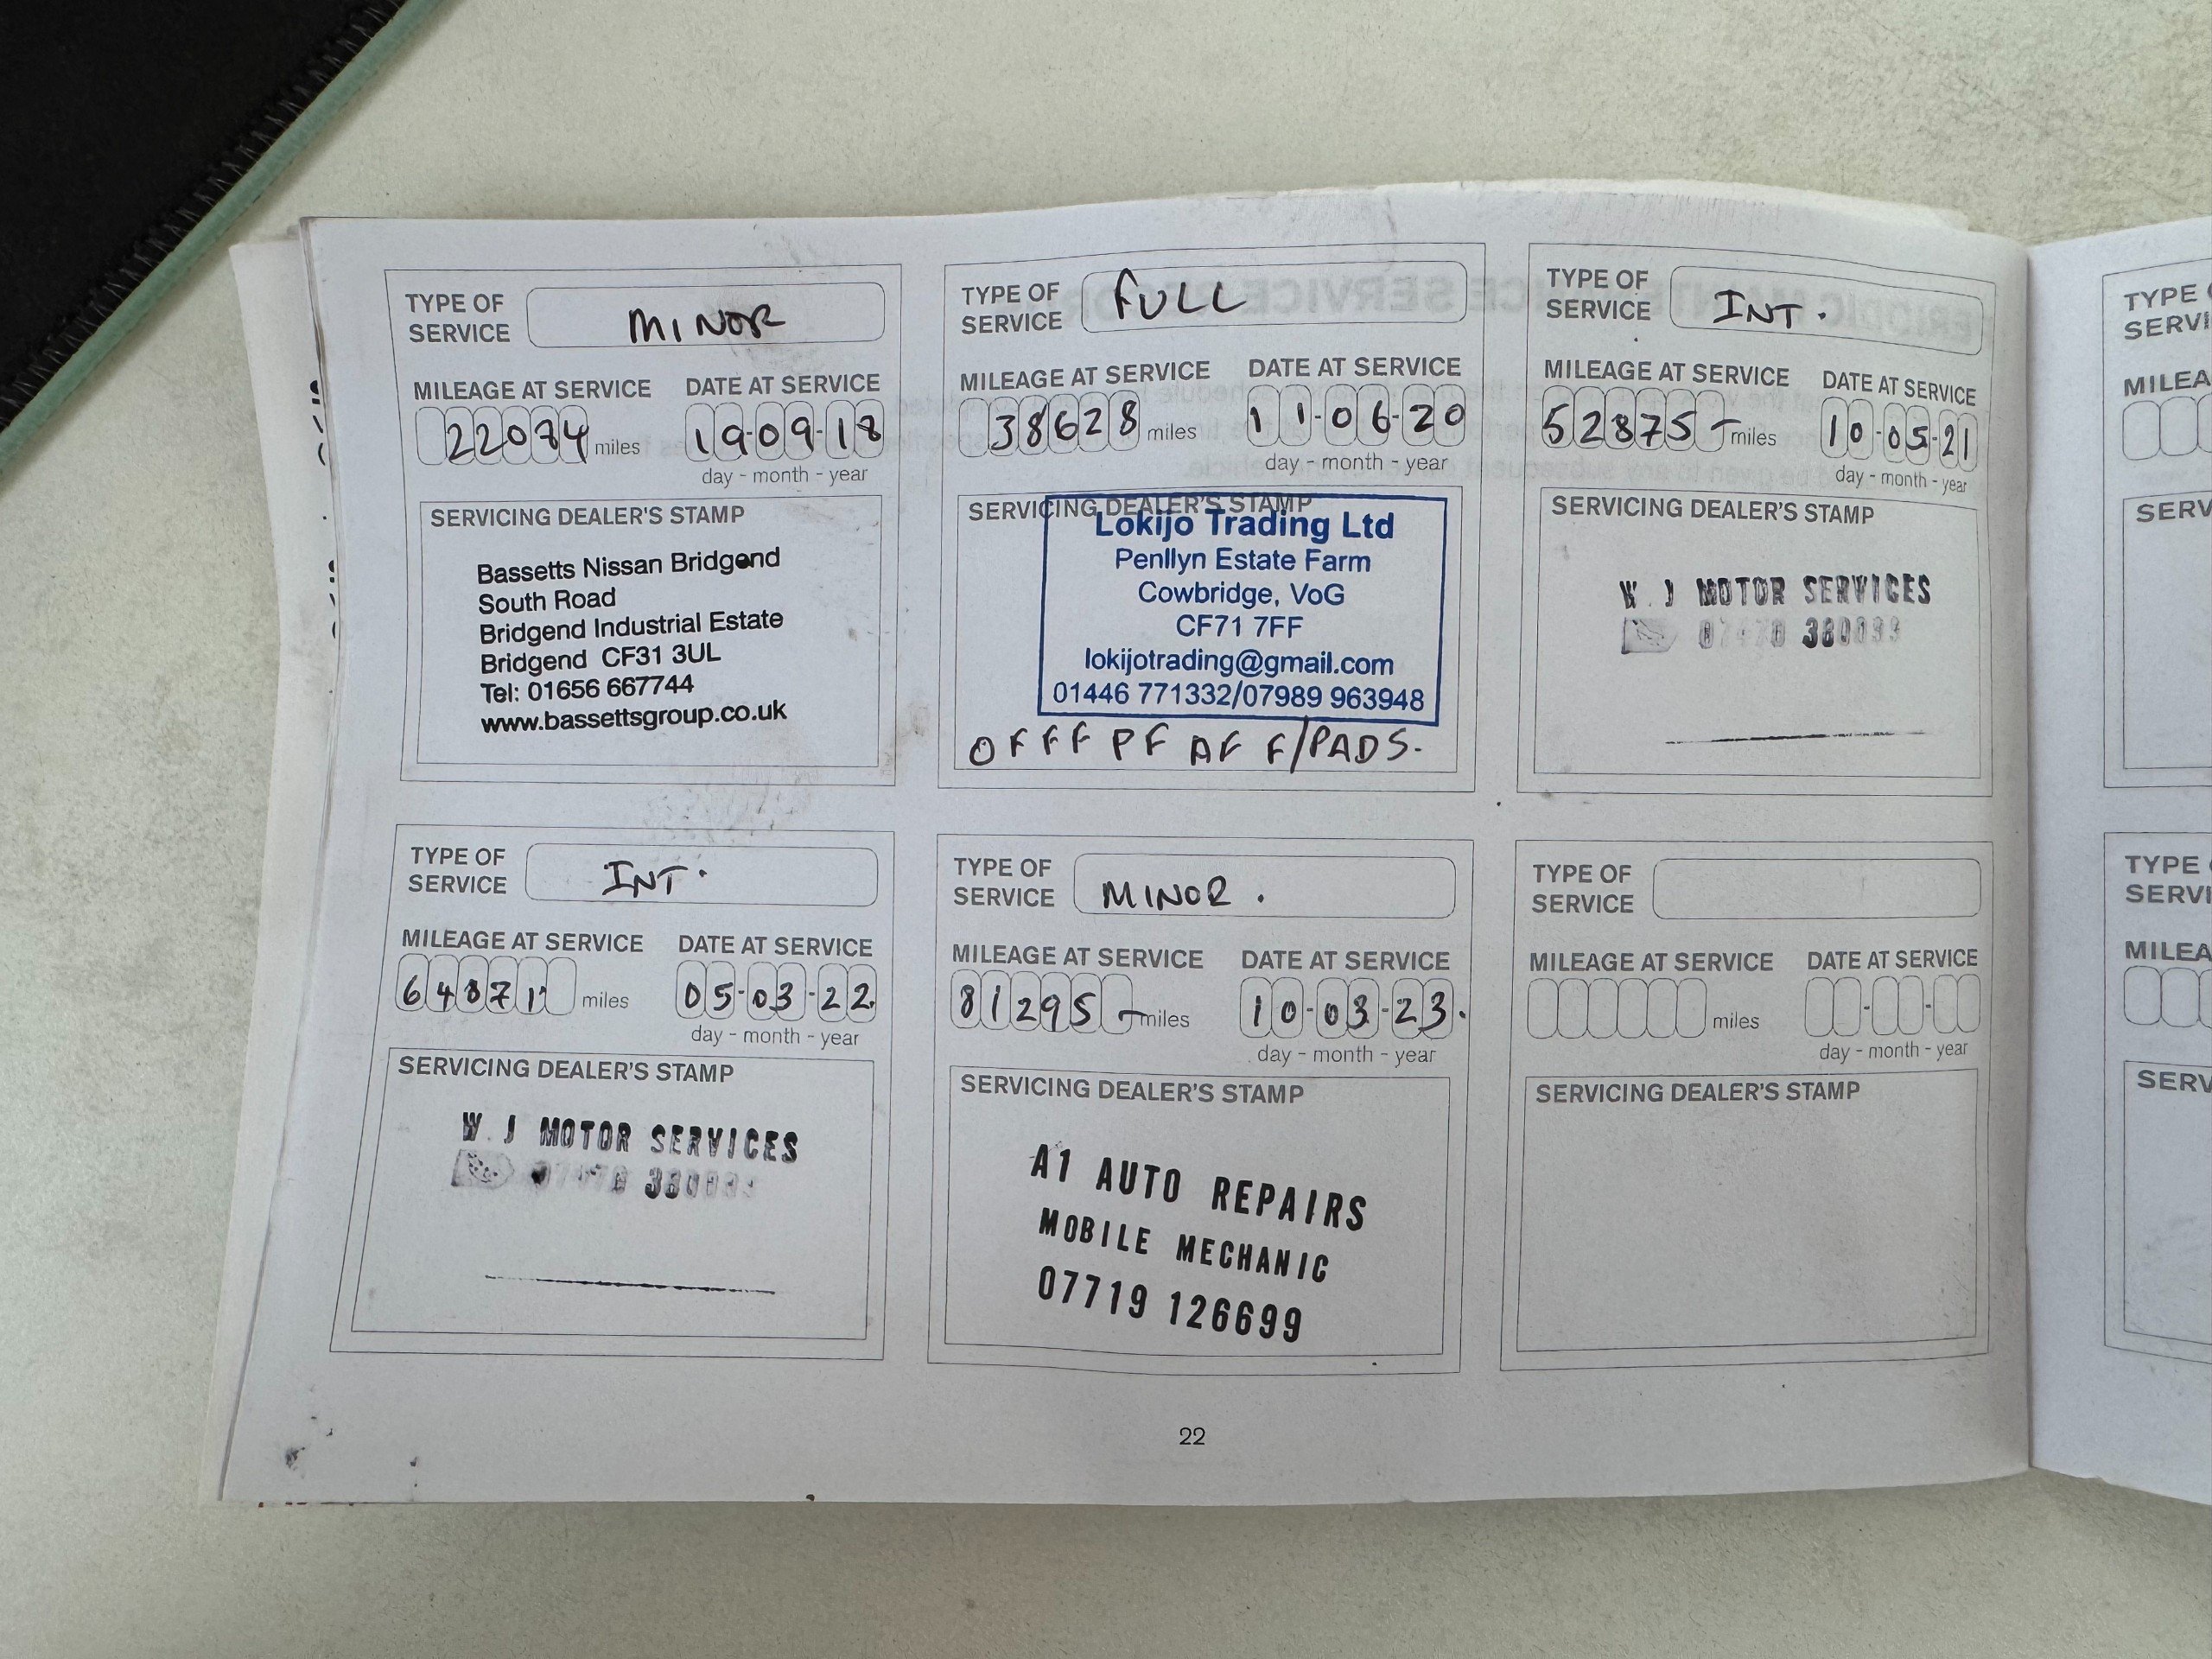 TYPE OF SERVICE MINOR
MILEAGE AT SERVICE DATE AT SERVICE
22084 miles 19-09-18
day - month - year
SERVICING DEALER'S STAMP
Bassetts Nissan Bridgend
South Road
Bridgend Industrial Estate
Bridgend CF31 3UL
Tel: 01656 667744
www.bassettsgroup.co.uk
TYPE OF SERVICE FULL
MILEAGE AT SERVICE DATE AT SERVICE
38628 miles 11-06-20
day - month - year
SERVICING DEALER'S STAMP
Lokijo Trading Ltd
Penllyn Estate Farm
Cowbridge, VoG
CF71 7FF
lokijotrading@gmail.com
01446 771332/07989 963948
OF FF PF AF F/PADS.
TYPE OF SERVICE INT.
MILEAGE AT SERVICE DATE AT SERVICE
52875 - miles 10-05-21
day - month - year
SERVICING DEALER'S STAMP
W J MOTOR SERVICES
TYPE OF SERVICE INT.
MILEAGE AT SERVICE DATE AT SERVICE
64871 miles 05-03-22
day - month - year
SERVICING DEALER'S STAMP
W J MOTOR SERVICES
TYPE OF SERVICE MINOR.
MILEAGE AT SERVICE DATE AT SERVICE
81295 - miles 10-03-23.
day - month - year
SERVICING DEALER'S STAMP
A1 AUTO REPAIRS
MOBILE MECHANIC
07719 126699
TYPE OF SERVICE
MILEAGE AT SERVICE DATE AT SERVICE
miles
day - month - year
SERVICING DEALER'S STAMP
22